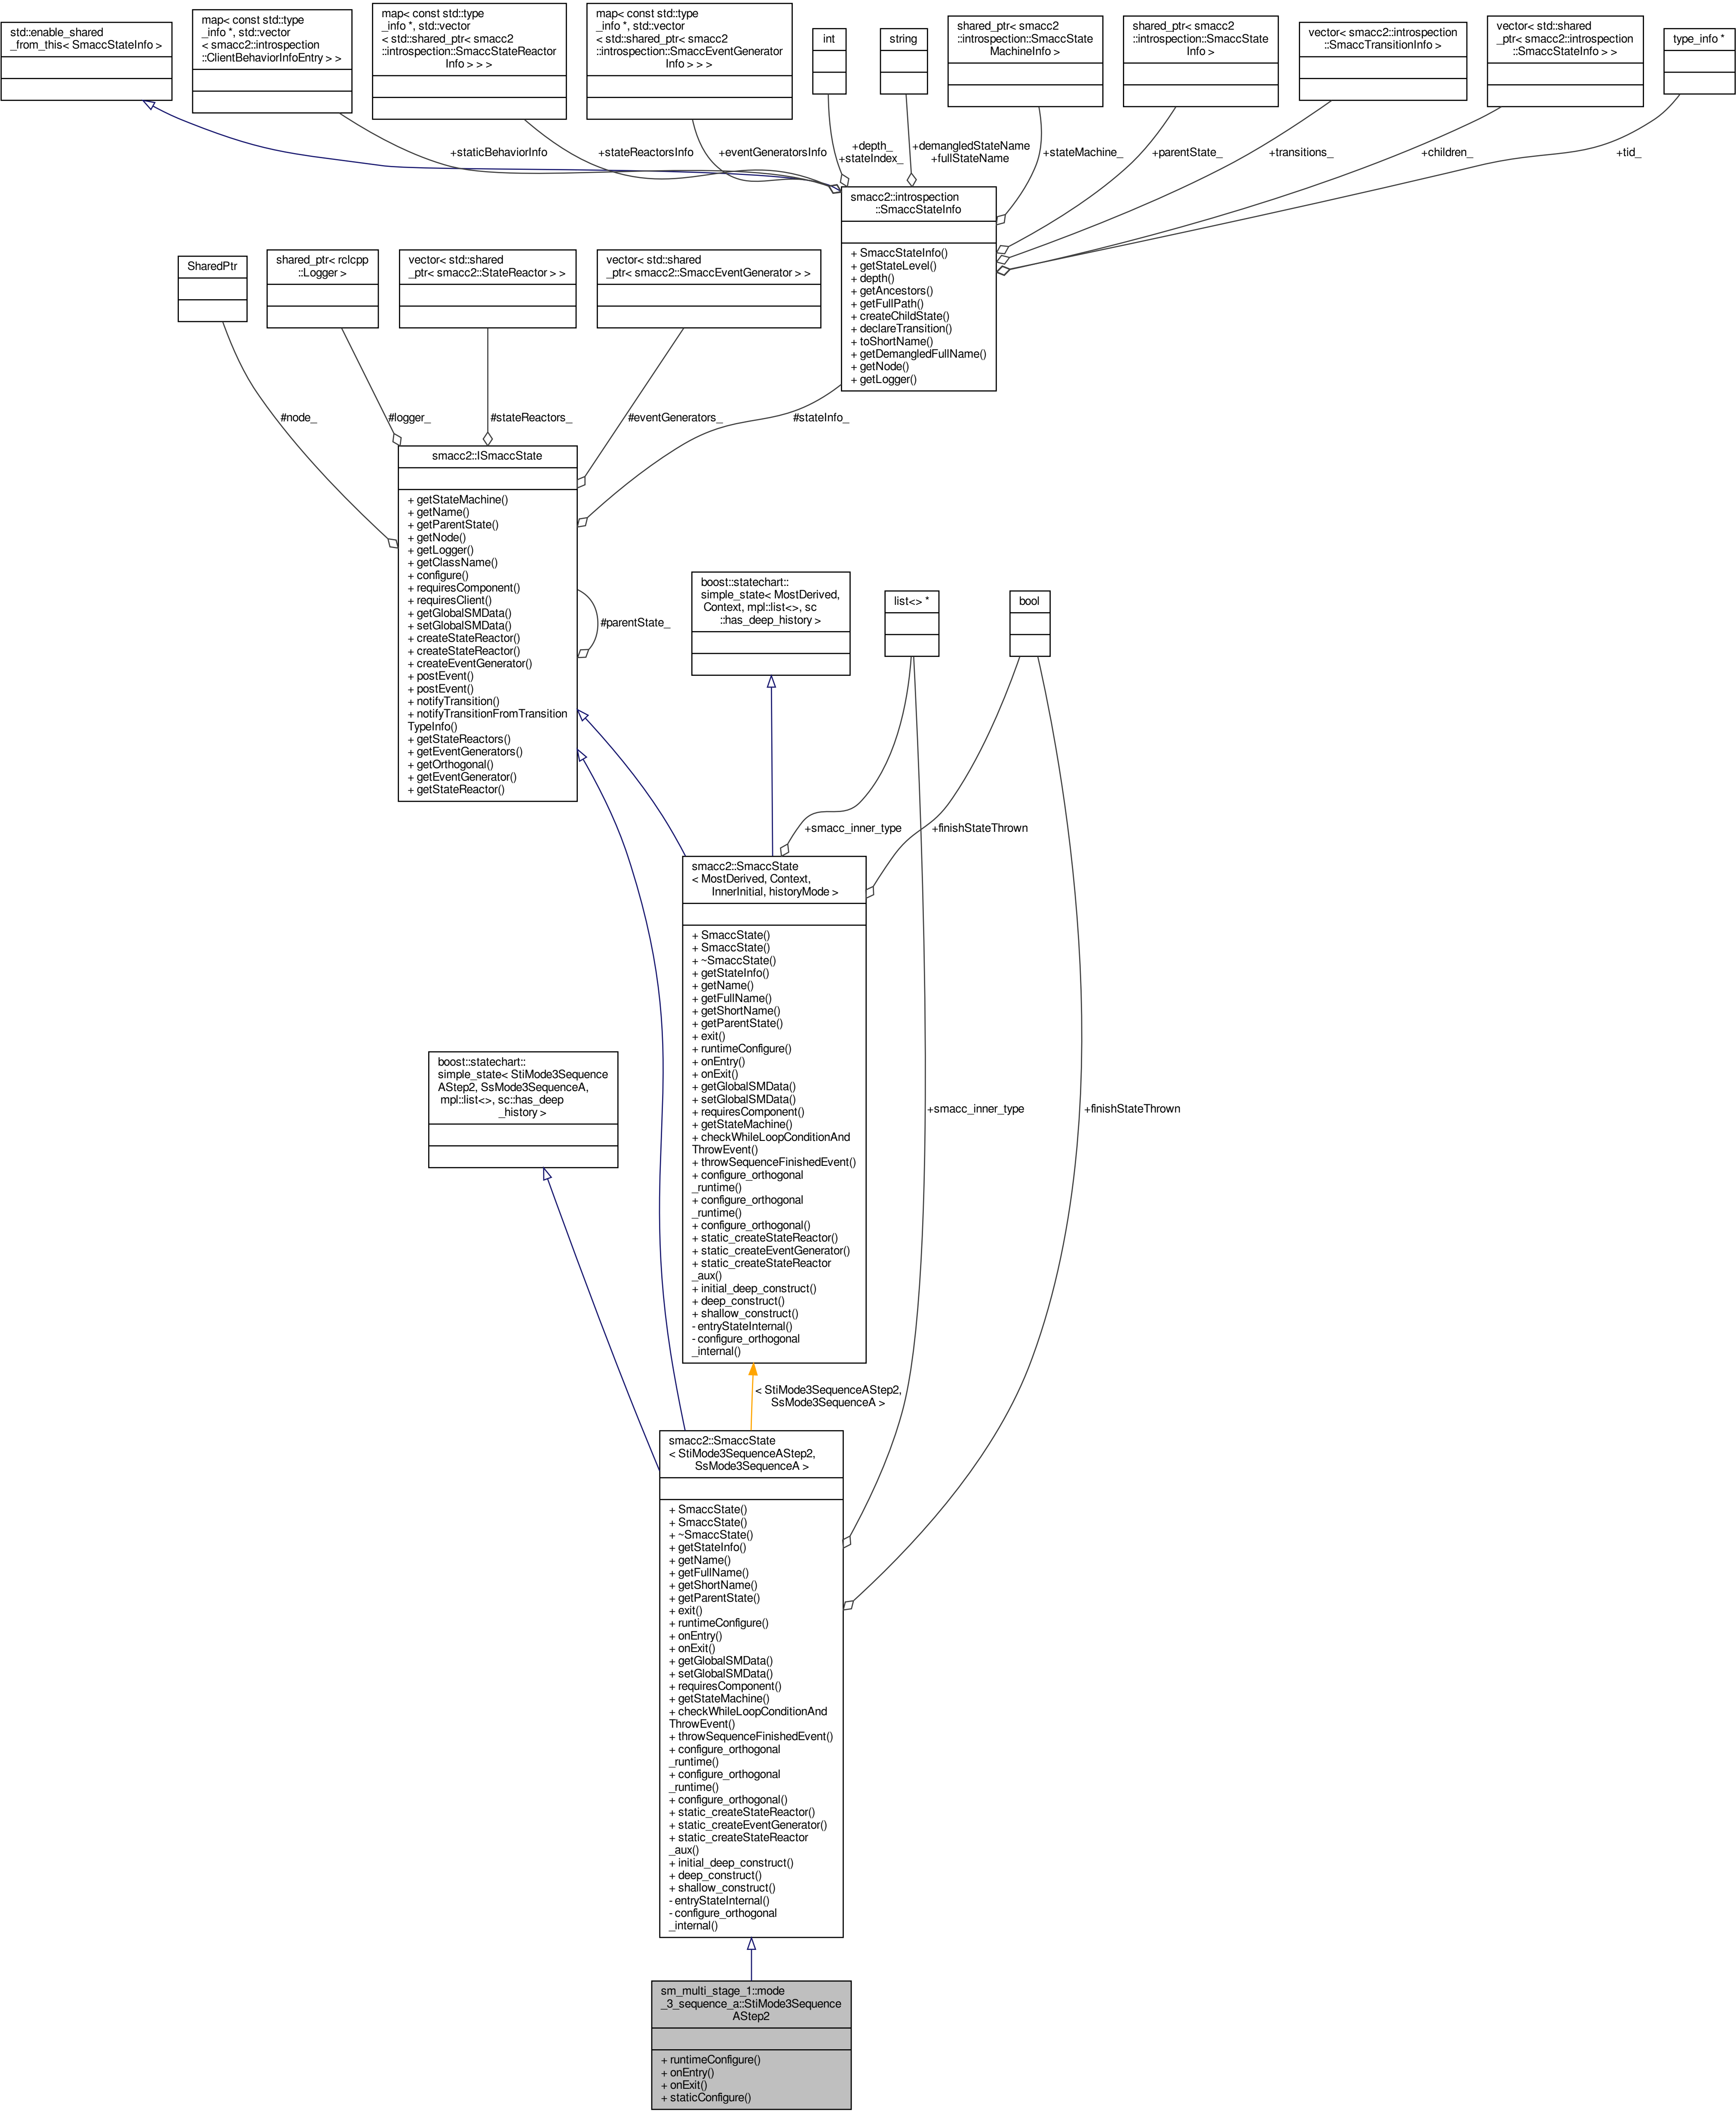 std::enable_shared
_from_this< SmaccStateInfo >
map< const std::type
_info *, std::vector
< smacc2::introspection
::ClientBehaviorInfoEntry > >
map< const std::type
_info *, std::vector
< std::shared_ptr< smacc2
::introspection::SmaccStateReactor
Info > > >
map< const std::type
_info *, std::vector
< std::shared_ptr< smacc2
::introspection::SmaccEventGenerator
Info > > >
int
string
shared_ptr< smacc2
::introspection::SmaccState
MachineInfo >
shared_ptr< smacc2
::introspection::SmaccState
Info >
vector< smacc2::introspection
::SmaccTransitionInfo >
vector< std::shared
_ptr< smacc2::introspection
::SmaccStateInfo > >
type_info *
+staticBehaviorInfo
+stateReactorsInfo
+eventGeneratorsInfo
+depth_
+stateIndex_
+demangledStateName
+fullStateName
+stateMachine_
+parentState_
+transitions_
+children_
+tid_
smacc2::introspection
::SmaccStateInfo
+ SmaccStateInfo()
+ getStateLevel()
+ depth()
+ getAncestors()
+ getFullPath()
+ createChildState()
+ declareTransition()
+ toShortName()
+ getDemangledFullName()
+ getNode()
+ getLogger()
SharedPtr
shared_ptr< rclcpp
::Logger >
vector< std::shared
_ptr< smacc2::StateReactor > >
vector< std::shared
_ptr< smacc2::SmaccEventGenerator > >
#node_
#logger_
#stateReactors_
#eventGenerators_
#stateInfo_
smacc2::ISmaccState
+ getStateMachine()
+ getName()
+ getParentState()
+ getNode()
+ getLogger()
+ getClassName()
+ configure()
+ requiresComponent()
+ requiresClient()
+ getGlobalSMData()
+ setGlobalSMData()
+ createStateReactor()
+ createStateReactor()
+ createEventGenerator()
+ postEvent()
+ postEvent()
+ notifyTransition()
+ notifyTransitionFromTransition
TypeInfo()
+ getStateReactors()
+ getEventGenerators()
+ getOrthogonal()
+ getEventGenerator()
+ getStateReactor()
#parentState_
boost::statechart::
simple_state< MostDerived,
Context, mpl::list<>, sc
::has_deep_history >
list<> *
bool
+smacc_inner_type
+finishStateThrown
smacc2::SmaccState
< MostDerived, Context,
InnerInitial, historyMode >
+ SmaccState()
+ SmaccState()
+ ~SmaccState()
+ getStateInfo()
+ getName()
+ getFullName()
+ getShortName()
+ getParentState()
+ exit()
+ runtimeConfigure()
+ onEntry()
+ onExit()
+ getGlobalSMData()
+ setGlobalSMData()
+ requiresComponent()
+ getStateMachine()
+ checkWhileLoopConditionAnd
ThrowEvent()
+ throwSequenceFinishedEvent()
+ configure_orthogonal
_runtime()
+ configure_orthogonal
_runtime()
+ configure_orthogonal()
+ static_createStateReactor()
+ static_createEventGenerator()
+ static_createStateReactor
_aux()
+ initial_deep_construct()
+ deep_construct()
+ shallow_construct()
- entryStateInternal()
- configure_orthogonal
_internal()
boost::statechart::
simple_state< StiMode3Sequence
AStep2, SsMode3SequenceA,
mpl::list<>, sc::has_deep
_history >
+smacc_inner_type
+finishStateThrown
< StiMode3SequenceAStep2,
SsMode3SequenceA >
smacc2::SmaccState
< StiMode3SequenceAStep2,
SsMode3SequenceA >
+ SmaccState()
+ SmaccState()
+ ~SmaccState()
+ getStateInfo()
+ getName()
+ getFullName()
+ getShortName()
+ getParentState()
+ exit()
+ runtimeConfigure()
+ onEntry()
+ onExit()
+ getGlobalSMData()
+ setGlobalSMData()
+ requiresComponent()
+ getStateMachine()
+ checkWhileLoopConditionAnd
ThrowEvent()
+ throwSequenceFinishedEvent()
+ configure_orthogonal
_runtime()
+ configure_orthogonal
_runtime()
+ configure_orthogonal()
+ static_createStateReactor()
+ static_createEventGenerator()
+ static_createStateReactor
_aux()
+ initial_deep_construct()
+ deep_construct()
+ shallow_construct()
- entryStateInternal()
- configure_orthogonal
_internal()
sm_multi_stage_1::mode
_3_sequence_a::StiMode3Sequence
AStep2
+ runtimeConfigure()
+ onEntry()
+ onExit()
+ staticConfigure()